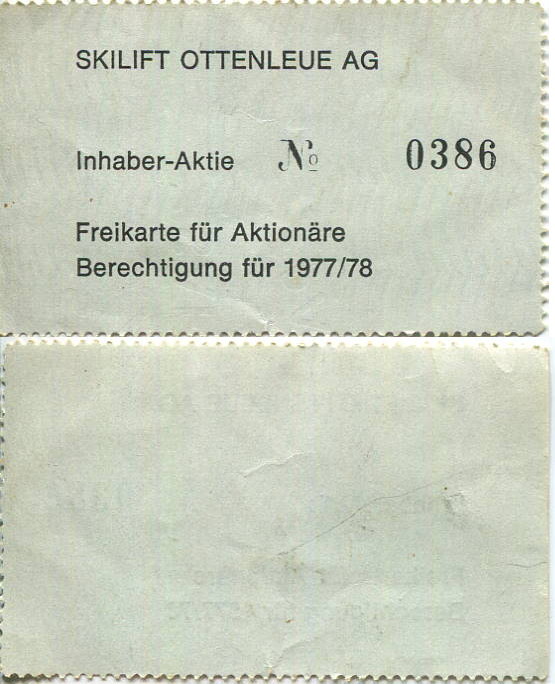 SKILIFT OTTENLEUE AG
Inhaber-Aktie № 0386
Freikarte für Aktionäre
Berechtigung für 1977/78